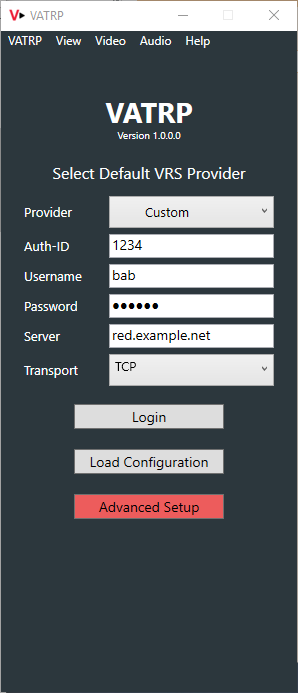 VATRP
VATRP View Video Audio Help
VATRP
Version 1.0.0.0
Select Default VRS Provider
Provider Custom
Auth-ID 1234
Username bab
Password ●●●●●●
Server red.example.net
Transport TCP
Login
Load Configuration
Advanced Setup